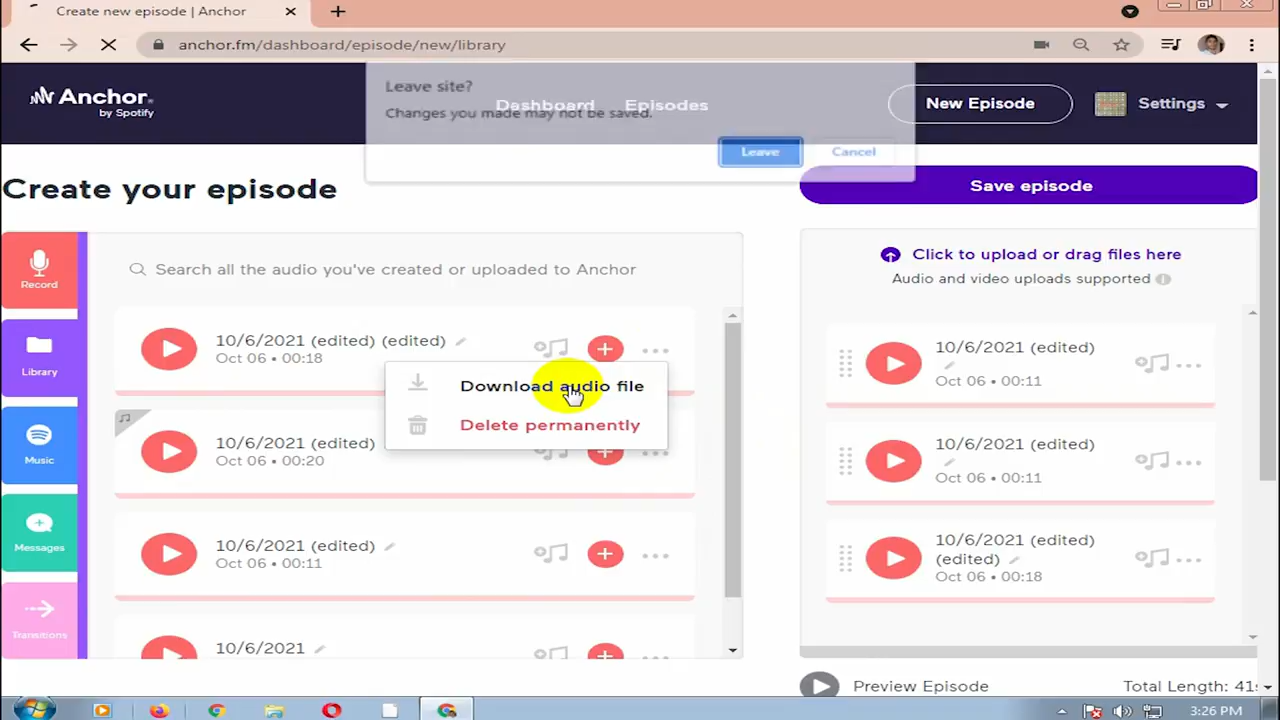 Create new episode | Anchor
anchor.fm/dashboard/episode/new/library
Leave site?
Changes you made may not be saved.
Leave
Cancel
Anchor
by Spotify
Dashboard
Episodes
New Episode
Settings
Create your episode
Save episode
Record
Library
Music
Messages
Transitions
Search all the audio you've created or uploaded to Anchor
10/6/2021 (edited) (edited)
Oct 06 • 00:18
Download audio file
Delete permanently
10/6/2021 (edited)
Oct 06 • 00:20
10/6/2021 (edited)
Oct 06 • 00:11
10/6/2021
Click to upload or drag files here
Audio and video uploads supported
10/6/2021 (edited)
Oct 06 • 00:11
10/6/2021 (edited)
Oct 06 • 00:11
10/6/2021 (edited)
(edited)
Oct 06 • 00:18
Preview Episode
Total Length: 41s
3:26 PM